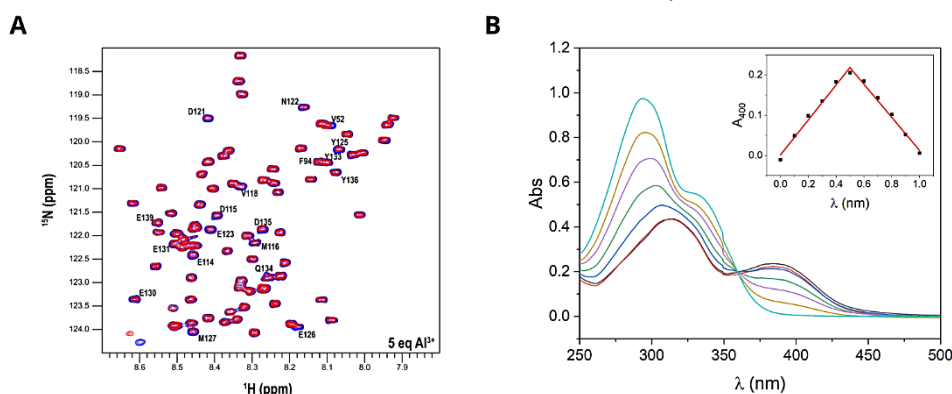 A
B
118.5
119.0
119.5
120.0
120.5
121.0
121.5
122.0
122.5
123.0
123.5
124.0
15N (ppm)
D121
N122
V52
Y125
F94
Y133
Y136
V118
D115
E139
E123
D135
E131
M116
E114
Q134
E130
M127
E126
5 eq Al³⁺
8.6 8.5 8.4 8.3 8.2 8.1 8.0 7.9
¹H (ppm)
1.2
1.0
0.8
0.6
0.4
0.2
0.0
Abs
250 300 350 400 450 500
λ (nm)
0.2
0.1
0.0
A₄₀₀
0.0 0.2 0.4 0.6 0.8 1.0
λ (nm)